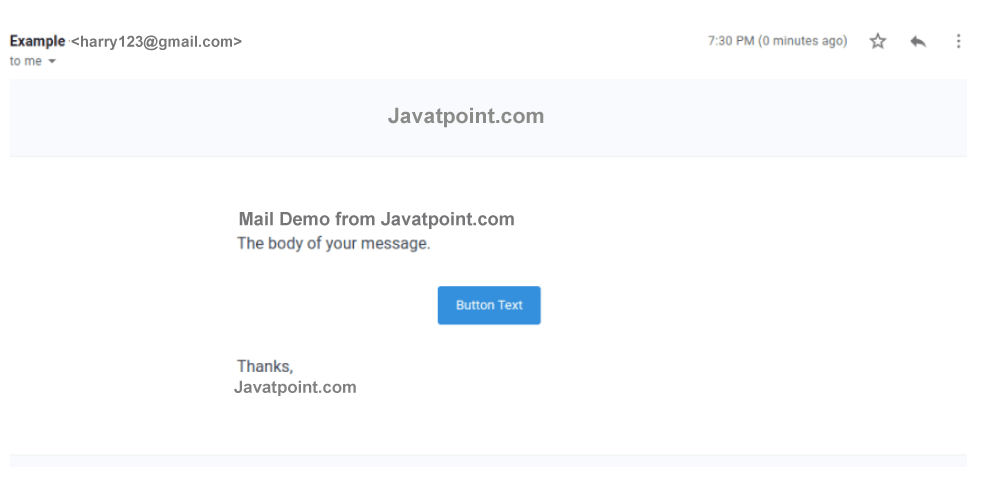 Example <harry123@gmail.com> 7:30 PM (0 minutes ago)
to me
Javatpoint.com
Mail Demo from Javatpoint.com
The body of your message.
Button Text
Thanks,
Javatpoint.com